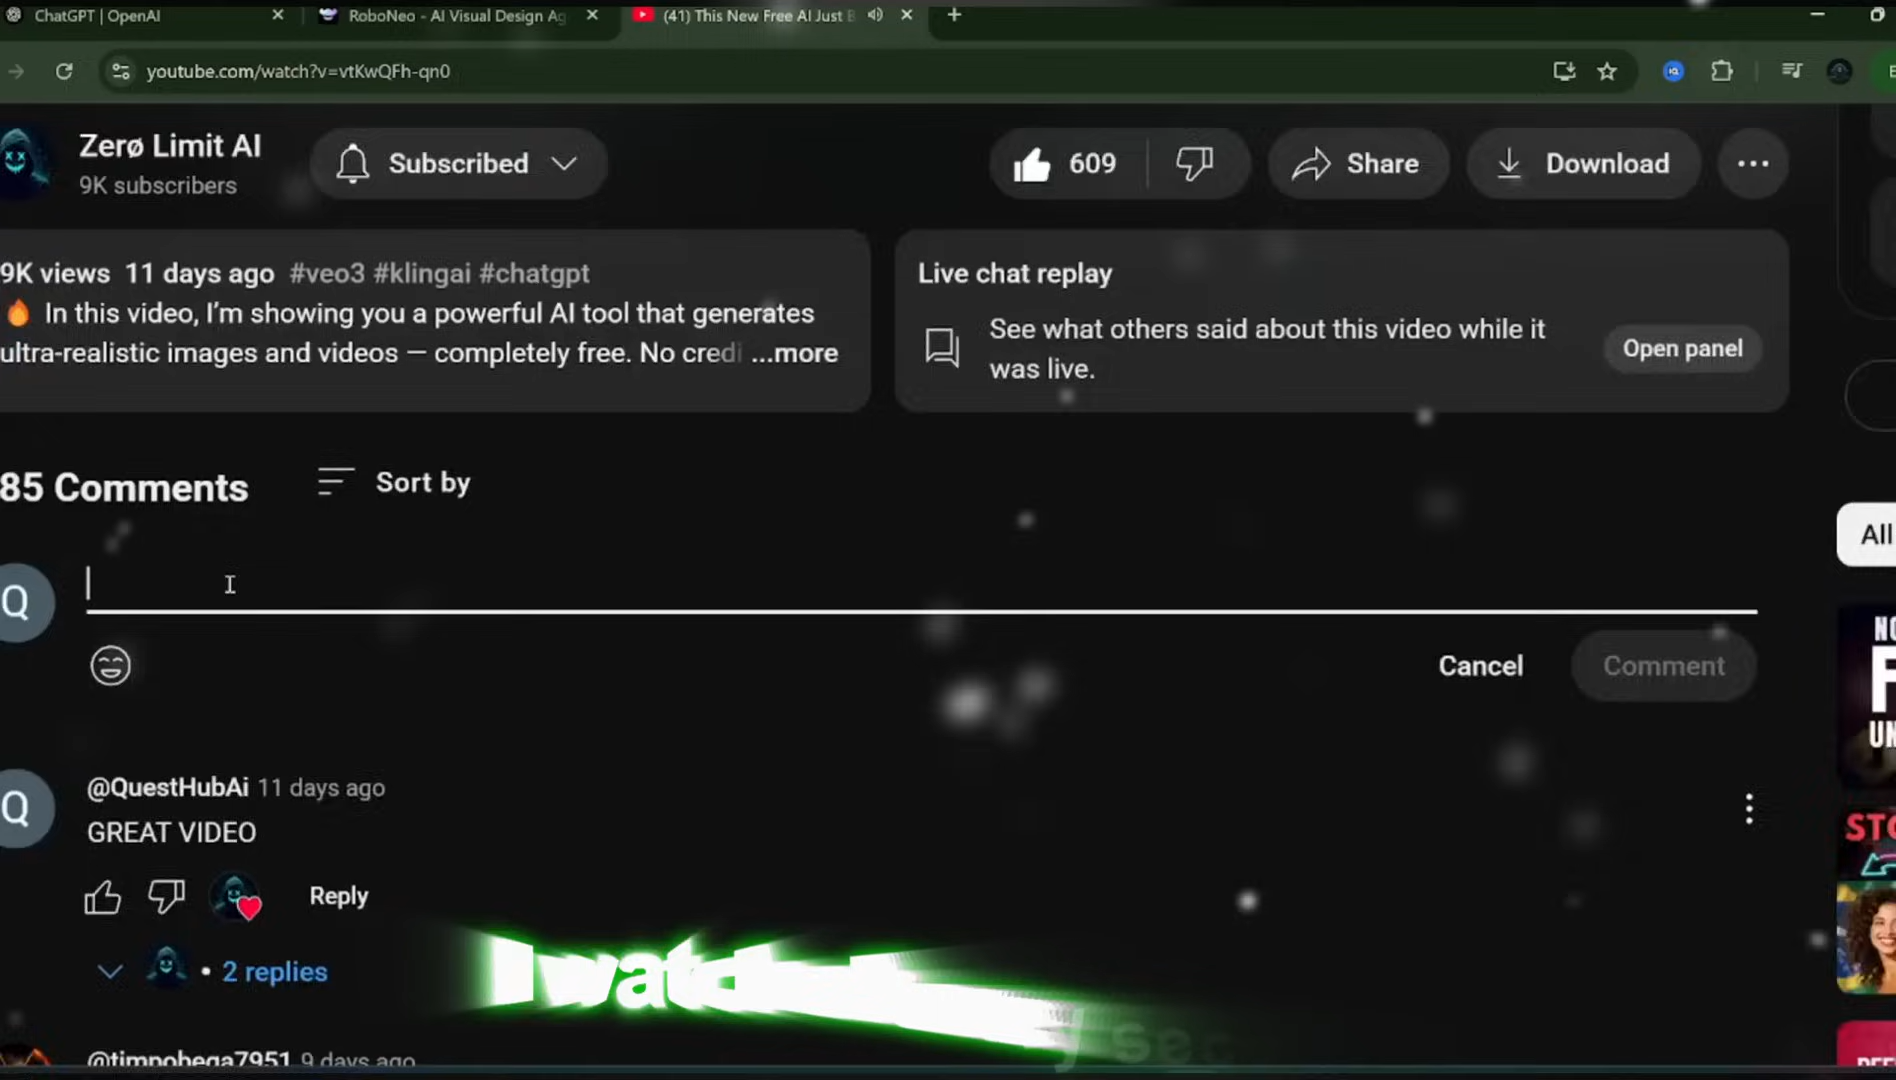 ChatGPT | OpenAI
RoboNeo - AI Visual Design Ag
(41) This New Free AI Just B
youtube.com/watch?v=vtKwQFh-qn0
Zerø Limit AI
9K subscribers
Subscribed
609
Share
Download
9K views 11 days ago #veo3 #klingai #chatgpt
🔥 In this video, I'm showing you a powerful AI tool that generates
ultra-realistic images and videos — completely free. No credi ...more
Live chat replay
See what others said about this video while it
was live.
Open panel
85 Comments
Sort by
All
Q
Cancel
Comment
Q
@QuestHubAi 11 days ago
GREAT VIDEO
Reply
• 2 replies
@timpobega7951 9 days ago
I